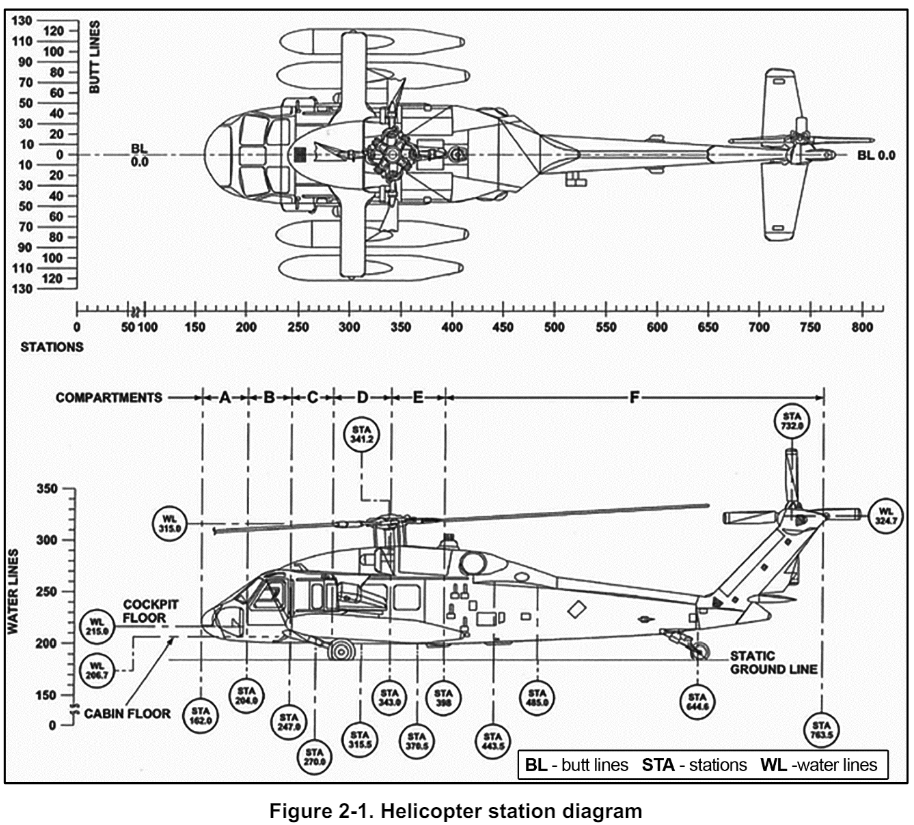 130
120
110
100
90
80
70
60
50
40
30
20
10
0
10
20
30
40
50
60
70
80
90
100
110
120
130
BUTT LINES
BL
0.0
BL 0.0
0 50 100 150 200 250 300 350 400 450 500 550 600 650 700 750 800
STATIONS
COMPARTMENTS A B C D E F
STA
341.2
STA
732.0
350
300
250
200
150
0
WATER LINES
WL
315.0
WL
324.7
COCKPIT
FLOOR
WL
215.0
WL
206.7
CABIN FLOOR
STATIC
GROUND LINE
STA
162.0
STA
204.0
STA
247.0
STA
270.0
STA
315.5
STA
343.0
STA
370.5
STA
398
STA
443.5
STA
485.0
STA
644.6
STA
763.5
BL - butt lines STA - stations WL -water lines
Figure 2-1. Helicopter station diagram